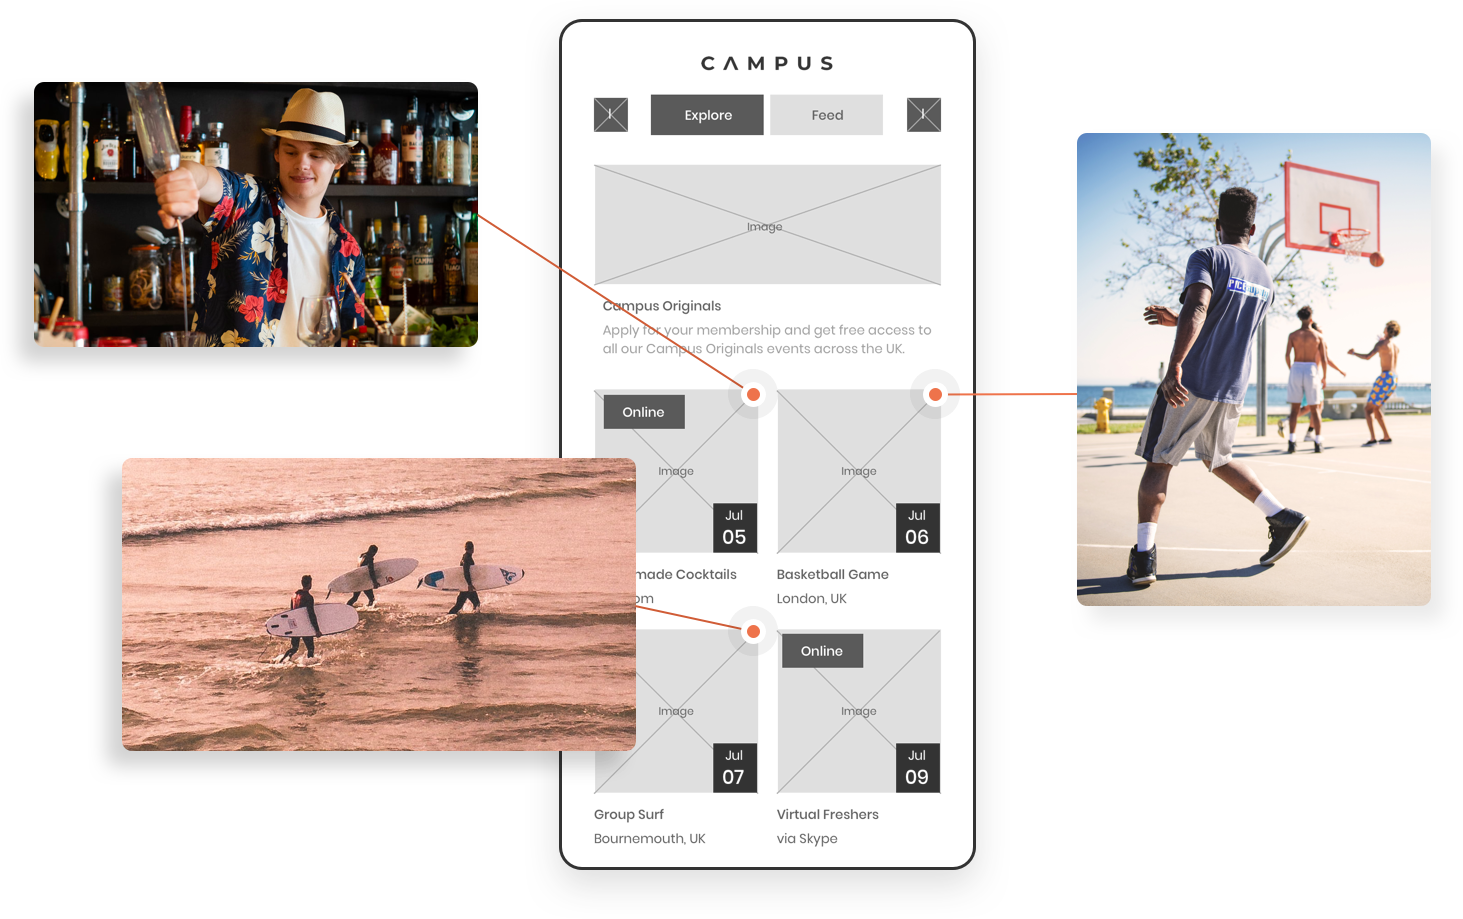 CAMPUS
Explore
Feed
Image
Campus Originals
Apply for your membership and get free access to
all our Campus Originals events across the UK.
Online
Image
Jul
05
Image
Jul
06
made Cocktails
om
Basketball Game
London, UK
Image
Jul
07
Online
Image
Jul
09
Group Surf
Bournemouth, UK
Virtual Freshers
via Skype